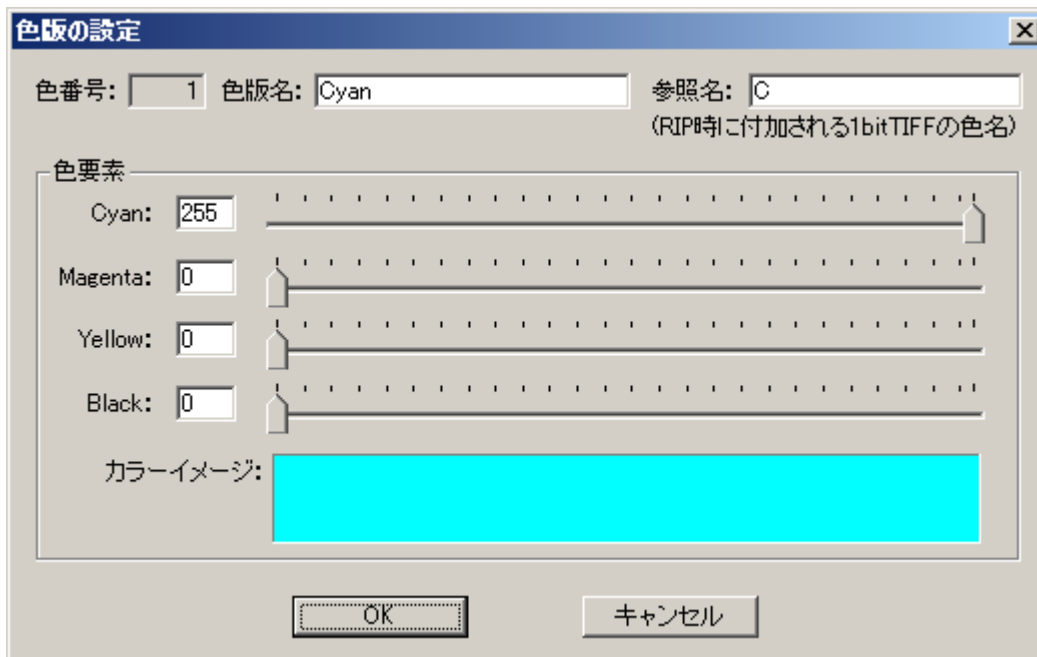 色版の設定
色番号: 1 色版名: Cyan 参照名: C
(RIP時に付加される1bitTIFFの色名)
色要素
Cyan: 255
Magenta: 0
Yellow: 0
Black: 0
カラーイメージ:
OK キャンセル